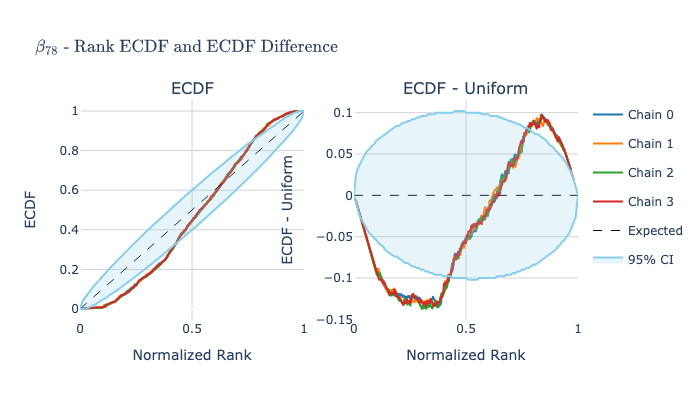 β78 - Rank ECDF and ECDF Difference
ECDF
ECDF - Uniform
1
0.8
0.6
0.4
0.2
0
ECDF
0
0.5
1
Normalized Rank
0.1
0.05
0
−0.05
−0.1
−0.15
ECDF - Uniform
0
0.5
1
Normalized Rank
Chain 0
Chain 1
Chain 2
Chain 3
Expected
95% CI